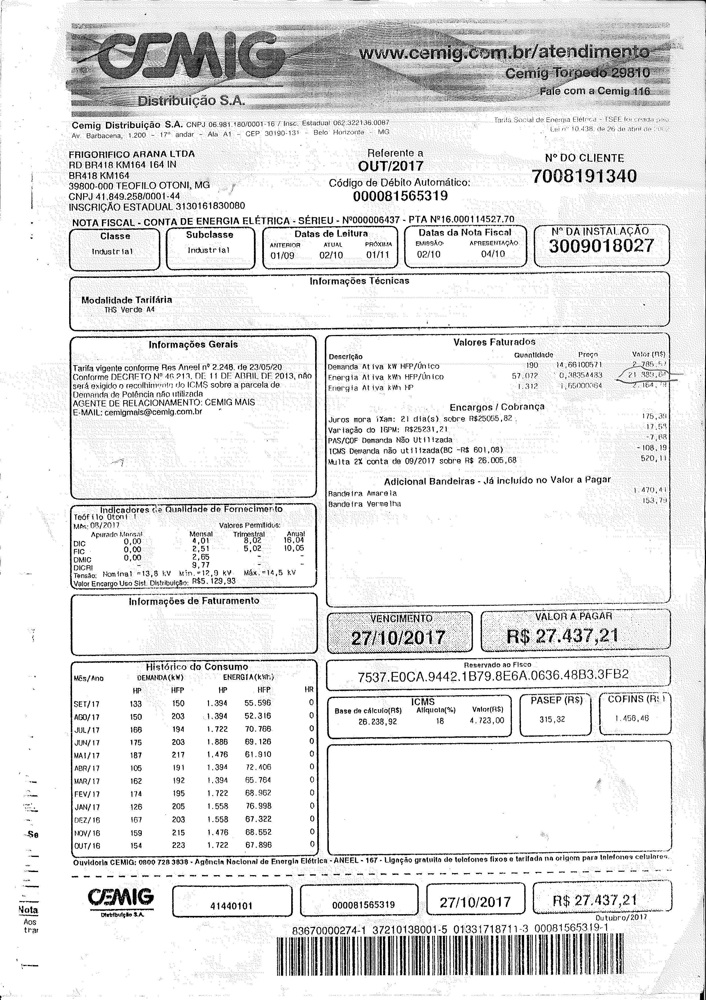 CEMIG
Distribuição S.A.
www.cemig.com.br/atendimento
Cemig Torpedo 29810
Fale com a Cemig 116
Cemig Distribuição S.A. CNPJ 06.981.180/0001-16 / Insc. Estadual 062.322136.0087
Av. Barbacena, 1.200 - 17º andar - Ala A1 - CEP 30190-131 - Belo Horizonte - MG
Tarifa Social de Energia Elétrica - TSEE foi criada pela
Lei nº 10.438, de 26 de abril de 2002
FRIGORIFICO ARANA LTDA
RD BR418 KM164 164 IN
BR418 KM164
39800-000 TEOFILO OTONI, MG
CNPJ 41.849.258/0001-44
INSCRIÇÃO ESTADUAL 3130161830080
Referente a
OUT/2017
Código de Débito Automático:
000081565319
Nº DO CLIENTE
7008191340
NOTA FISCAL - CONTA DE ENERGIA ELÉTRICA - SÉRIEU - Nº000006437 - PTA Nº16.000114527.70
Classe
Industrial
Subclasse
Industrial
Datas de Leitura
ANTERIOR ATUAL PRÓXIMA
01/09 02/10 01/11
Datas da Nota Fiscal
EMISSÃO APRESENTAÇÃO
02/10 04/10
Nº DA INSTALAÇÃO
3009018027
Informações Técnicas
Modalidade Tarifária
THS Verde A4
Informações Gerais
Tarifa vigente conforme Res Aneel nº 2.248, de 23/05/20
Conforme DECRETO Nº 46.213, DE 11 DE ABRIL DE 2013, não
será exigido o recolhimento do ICMS sobre a parcela de
Demanda de Potência não utilizada
AGENTE DE RELACIONAMENTO: CEMIG MAIS
E-MAIL: cemigmais@cemig.com.br
Valores Faturados
Descrição Quantidade Preço Valor (R$)
Demanda Ativa kW HFP/Único 190 14,66100571 2.785,57
Energia Ativa kWh HFP/Único 57.072 0,38354483 21.889,64
Energia Ativa kWh HP 1.312 1,65000364 2.164,79
Encargos / Cobrança
Juros mora 1%am: 21 dia(s) sobre R$25055,82 175,39
Variação do IGPM: R$25231,21 17,53
PAS/COF Demanda Não Utilizada -7,68
ICMS Demanda não utilizada(BC -R$ 601,08) -108,19
Multa 2% conta de 09/2017 sobre R$ 26.005,68 520,11
Adicional Bandeiras - Já incluído no Valor a Pagar
Bandeira Amarela 1.470,41
Bandeira Vermelha 153,79
Indicadores de Qualidade de Fornecimento
Teófilo Otoni 1
Mês: 08/2017 Valores Permitidos:
Apurado Mensal Mensal Trimestral Anual
DIC 0,00 4,01 8,02 16,04
FIC 0,00 2,51 5,02 10,05
DMIC 0,00 2,65 - -
DICRI - 9,77 - -
Tensão: Nominal =13,8 kV Mín.=12,9 kV Máx.=14,5 kV
Valor Encargo Uso Sist. Distribuição: R$5.129,93
Informações de Faturamento
VENCIMENTO
27/10/2017
VALOR A PAGAR
R$ 27.437,21
Histórico do Consumo
Mês/Ano DEMANDA(kW) ENERGIA(kWh)
HP HFP HP HFP HR
SET/17 133 150 1.394 55.596 0
AGO/17 150 203 1.394 52.316 0
JUL/17 166 194 1.722 70.766 0
JUN/17 175 203 1.886 69.126 0
MAI/17 187 217 1.476 61.910 0
ABR/17 105 191 1.394 72.406 0
MAR/17 162 192 1.394 65.764 0
FEV/17 174 195 1.722 68.962 0
JAN/17 126 205 1.558 76.998 0
DEZ/16 167 203 1.558 67.322 0
NOV/16 159 215 1.476 68.552 0
OUT/16 154 223 1.722 67.896 0
Reservado ao Fisco
7537.E0CA.9442.1B79.8E6A.0636.48B3.3FB2
ICMS
Base de cálculo(R$) Alíquota(%) Valor(R$)
26.238,92 18 4.723,00
PASEP (R$)
315,32
COFINS (R$)
1.456,46
Ouvidoria CEMIG: 0800 728 3838 - Agência Nacional de Energia Elétrica - ANEEL - 167 - Ligação gratuita de telefones fixos e tarifada na origem para telefones celulares.
CEMIG
Distribuição S.A.
41440101
000081565319
27/10/2017
R$ 27.437,21
Outubro/2017
83670000274-1 37210138001-5 01331718711-3 00081565319-1
Se
Nota
Aos
trar